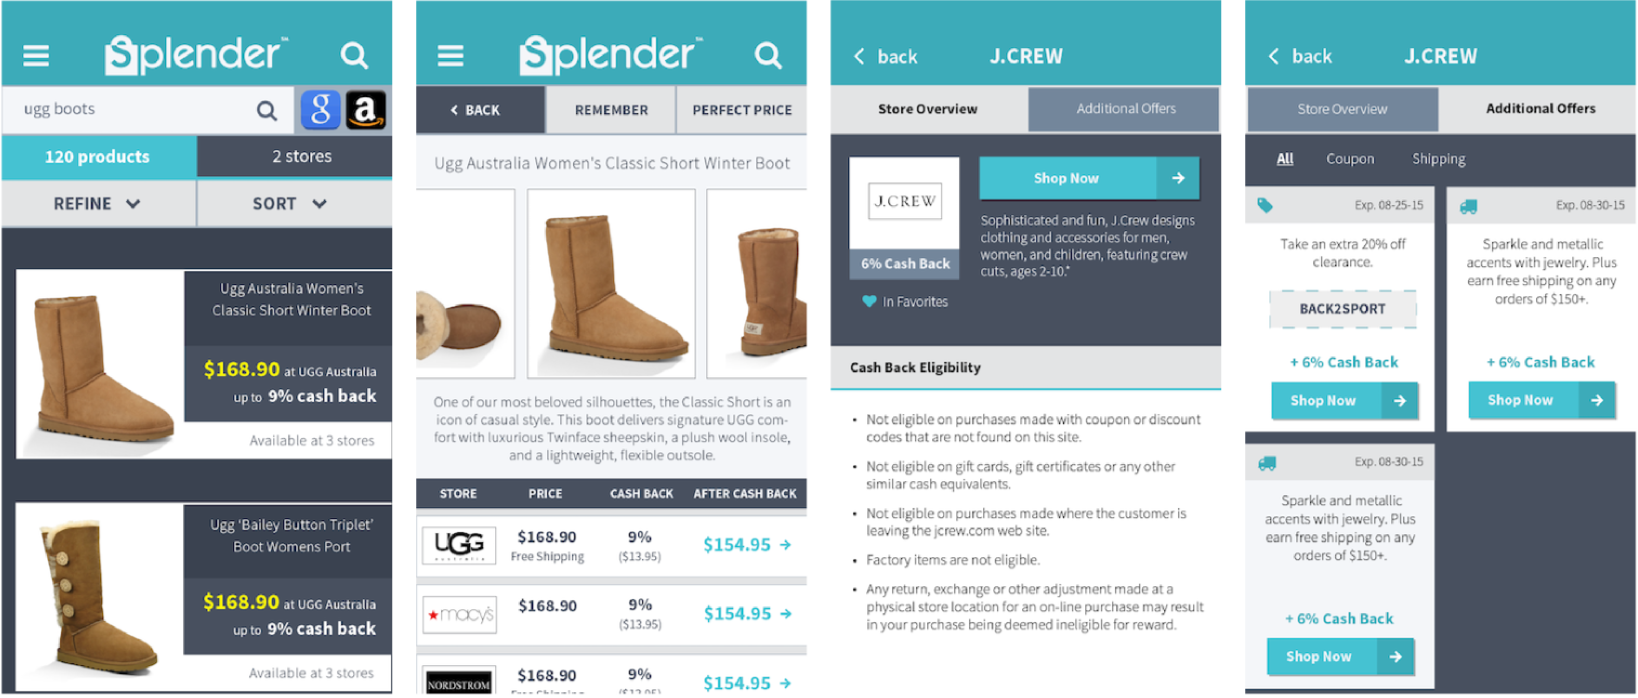 Splender™
ugg boots
g
a
120 products
2 stores
REFINE
SORT
Ugg Australia Women's
Classic Short Winter Boot
$168.90 at UGG Australia
up to 9% cash back
Available at 3 stores
Ugg 'Bailey Button Triplet'
Boot Womens Port
$168.90 at UGG Australia
up to 9% cash back
Available at 3 stores
Splender™
BACK
REMEMBER
PERFECT PRICE
Ugg Australia Women's Classic Short Winter Boot
UGG
One of our most beloved silhouettes, the Classic Short is an
icon of casual style. This boot delivers signature UGG com-
fort with luxurious Twinface sheepskin, a plush wool insole,
and a lightweight, flexible outsole.
STORE PRICE CASH BACK AFTER CASH BACK
UGG
australia
$168.90
Free Shipping
9%
($13.95)
$154.95
macy's
$168.90
9%
($13.95)
$154.95
NORDSTROM
$168.90
Free Shipping
9%
($13.95)
$154.95
back
J.CREW
Store Overview
Additional Offers
J.CREW
6% Cash Back
In Favorites
Shop Now
Sophisticated and fun, J.Crew designs
clothing and accessories for men,
women, and children, featuring crew
cuts, ages 2-10."
Cash Back Eligibility
• Not eligible on purchases made with coupon or discount
codes that are not found on this site.
• Not eligible on gift cards, gift certificates or any other
similar cash equivalents.
• Not eligible on purchases made where the customer is
leaving the jcrew.com web site.
• Factory items are not eligible.
• Any return, exchange or other adjustment made at a
physical store location for an on-line purchase may result
in your purchase being deemed ineligible for reward.
back
J.CREW
Store Overview
Additional Offers
All Coupon Shipping
Exp. 08-25-15
Take an extra 20% off
clearance.
BACK2SPORT
+ 6% Cash Back
Shop Now
Exp. 08-30-15
Sparkle and metallic
accents with jewelry. Plus
earn free shipping on any
orders of $150+.
+ 6% Cash Back
Shop Now
Exp. 08-30-15
Sparkle and metallic
accents with jewelry. Plus
earn free shipping on any
orders of $150+.
+ 6% Cash Back
Shop Now